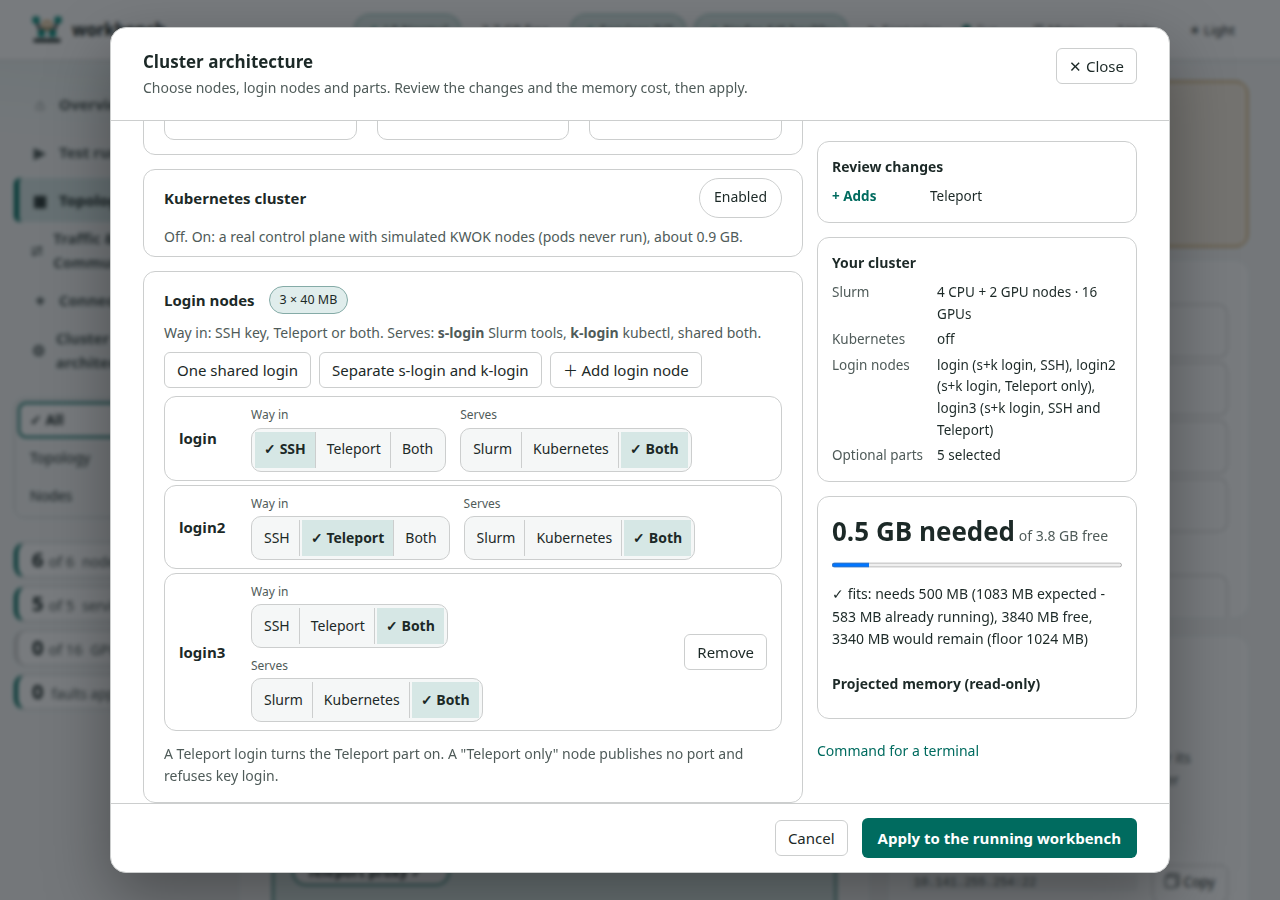 Cluster architecture
Choose nodes, login nodes and parts. Review the changes and the memory cost, then apply.
✕ Close
Kubernetes cluster
Enabled
Off. On: a real control plane with simulated KWOK nodes (pods never run), about 0.9 GB.
Login nodes
3 × 40 MB
Way in: SSH key, Teleport or both. Serves: s-login Slurm tools, k-login kubectl, shared both.
One shared login
Separate s-login and k-login
+ Add login node
login
Way in
✓ SSH
Teleport
Both
Serves
Slurm
Kubernetes
✓ Both
login2
Way in
SSH
✓ Teleport
Both
Serves
Slurm
Kubernetes
✓ Both
login3
Way in
SSH
Teleport
✓ Both
Serves
Slurm
Kubernetes
✓ Both
Remove
A Teleport login turns the Teleport part on. A "Teleport only" node publishes no port and
refuses key login.
Review changes
+ Adds Teleport
Your cluster
Slurm 4 CPU + 2 GPU nodes · 16
GPUs
Kubernetes off
Login nodes login (s+k login, SSH), login2
(s+k login, Teleport only),
login3 (s+k login, SSH and
Teleport)
Optional parts 5 selected
0.5 GB needed of 3.8 GB free
✓ fits: needs 500 MB (1083 MB expected -
583 MB already running), 3840 MB free,
3340 MB would remain (floor 1024 MB)
Projected memory (read-only)
Command for a terminal
Cancel
Apply to the running workbench
Light
✓ All
Topology
Nodes
Copy